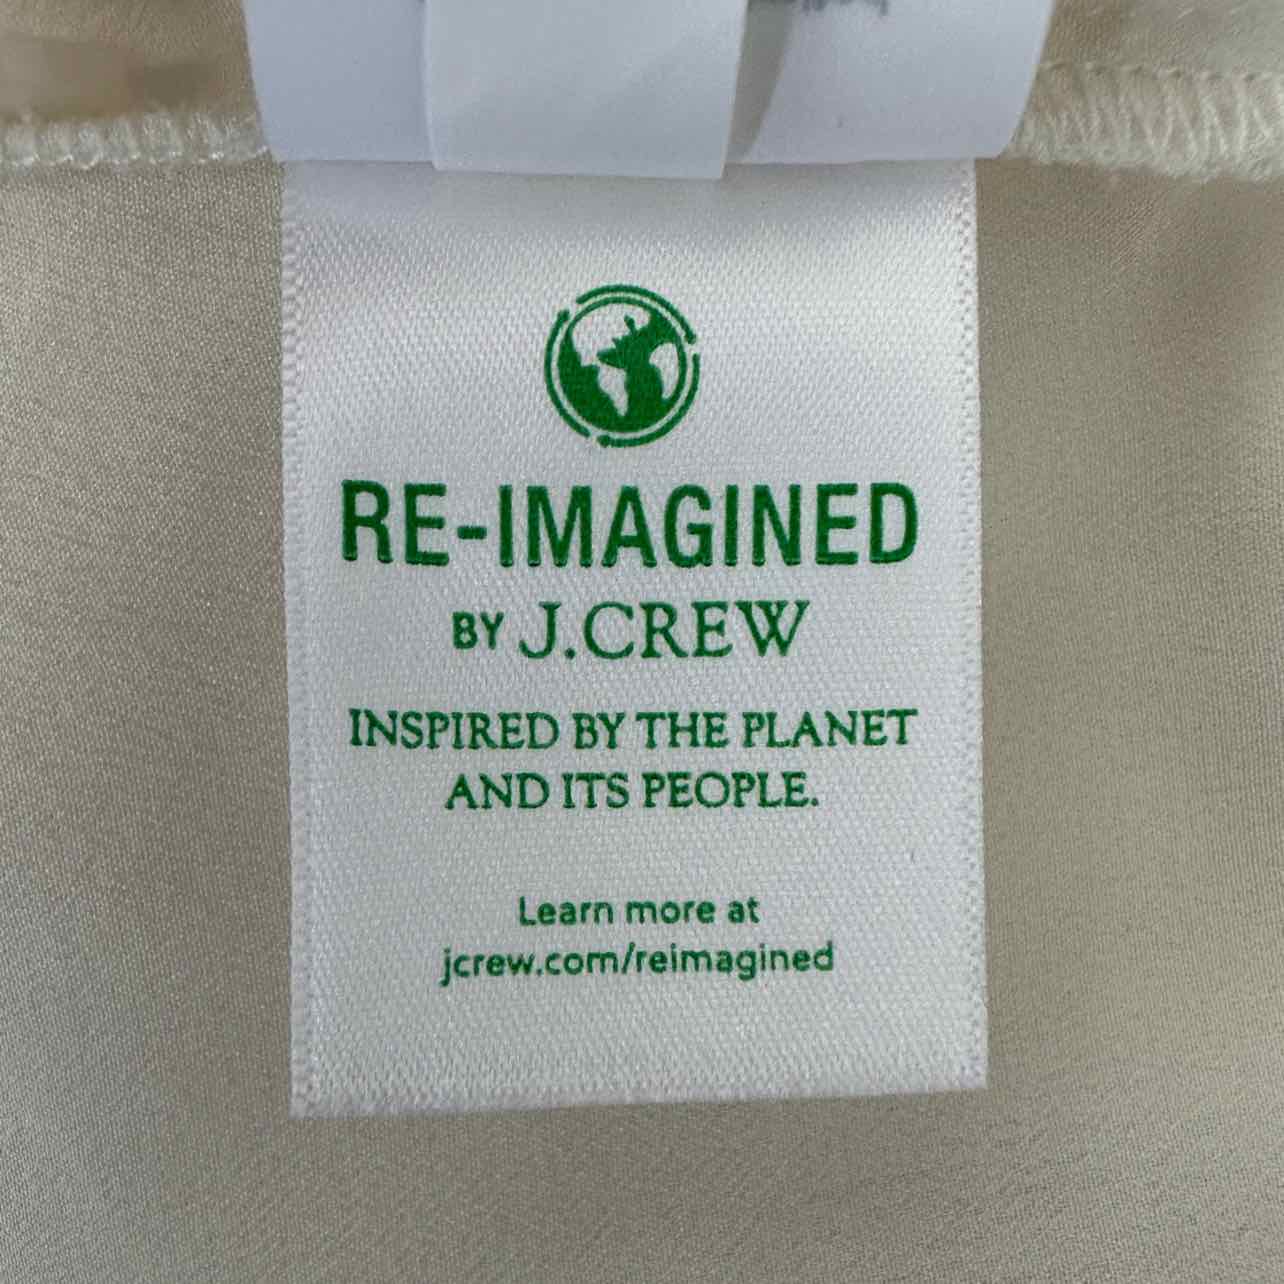 RE-IMAGINED
BY J.CREW
INSPIRED BY THE PLANET
AND ITS PEOPLE.
Learn more at
jcrew.com/reimagined